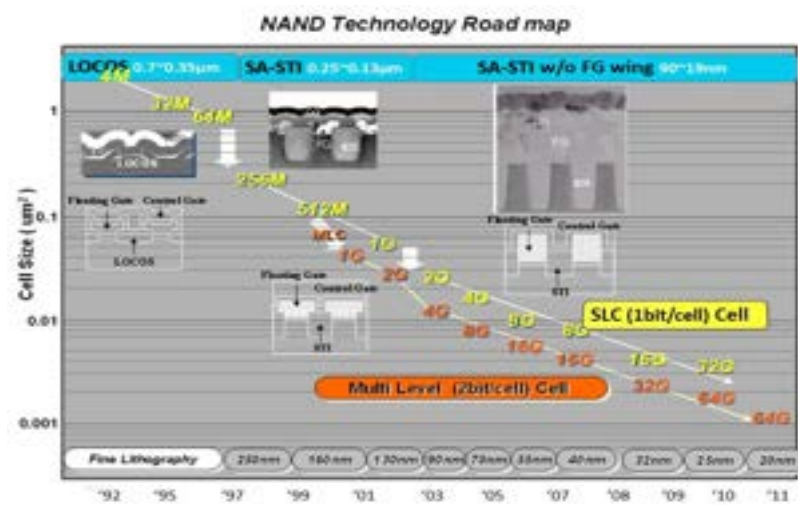 NAND Technology Road map
LOCOS 0.7~0.35μm
SA-STI 0.25~0.13μm
SA-STI w/o FG wing 90~19nm
4M
32M
64M
256M
512M
1G
2G
4G
8G
8G
16G
32G
MLC
1G
2G
4G
8G
16G
16G
32G
64G
64G
LOCOS
Floating Gate
Control Gate
LOCOS
Floating Gate
Control Gate
STI
Floating Gate
Control Gate
STI
SLC (1bit/cell) Cell
Multi Level (2bit/cell) Cell
Cell Size (um²)
1
0.1
0.01
0.001
Fine Lithography
250nm
160nm
130nm
90nm
70nm
40nm
32nm
25nm
20nm
'92 '95 '97 '99 '01 '03 '05 '07 '08 '09 '10 '11